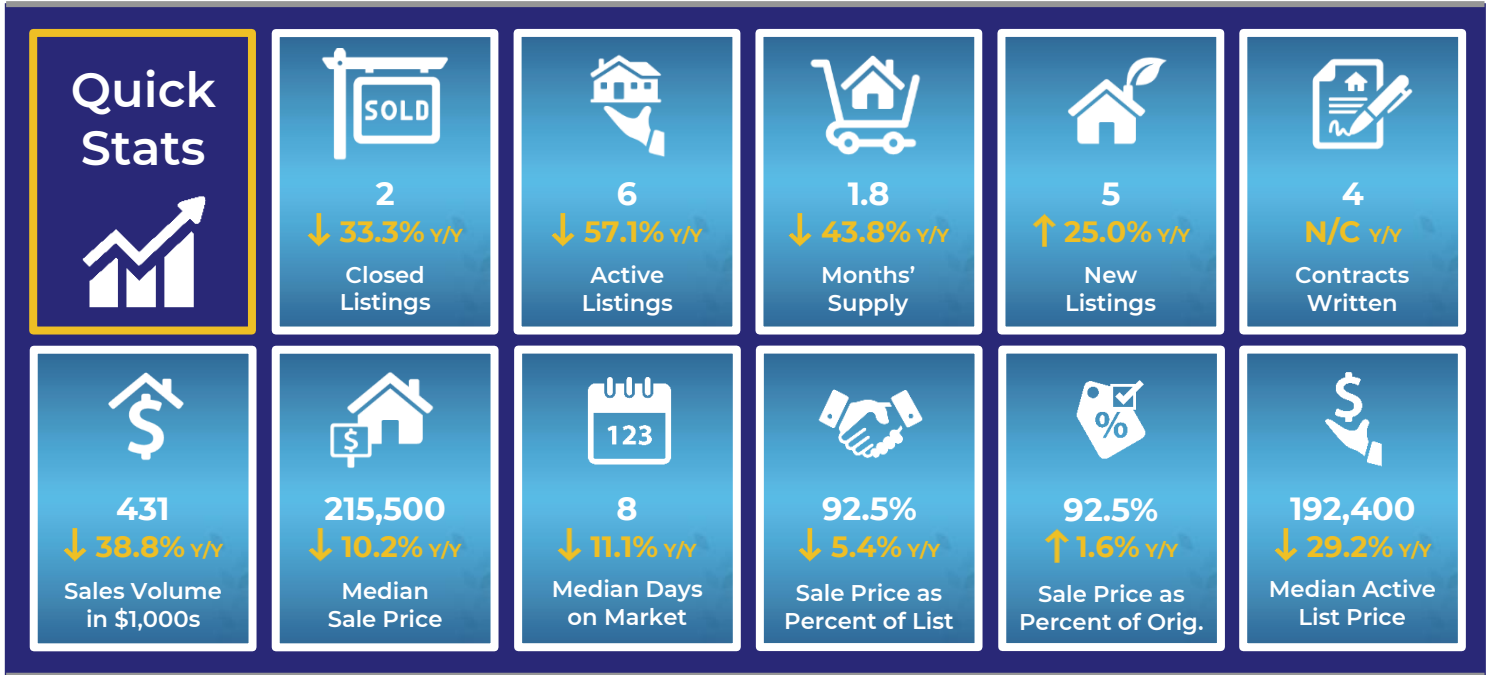 Quick
Stats
SOLD
2
↓ 33.3% Y/Y
Closed
Listings
6
↓ 57.1% Y/Y
Active
Listings
1.8
↓ 43.8% Y/Y
Months’
Supply
5
↑ 25.0% Y/Y
New
Listings
4
N/C Y/Y
Contracts
Written
$
431
↓ 38.8% Y/Y
Sales Volume
in $1,000s
$
215,500
↓ 10.2% Y/Y
Median
Sale Price
123
8
↓ 11.1% Y/Y
Median Days
on Market
92.5%
↓ 5.4% Y/Y
Sale Price as
Percent of List
%
92.5%
↑ 1.6% Y/Y
Sale Price as
Percent of Orig.
$
192,400
↓ 29.2% Y/Y
Median Active
List Price